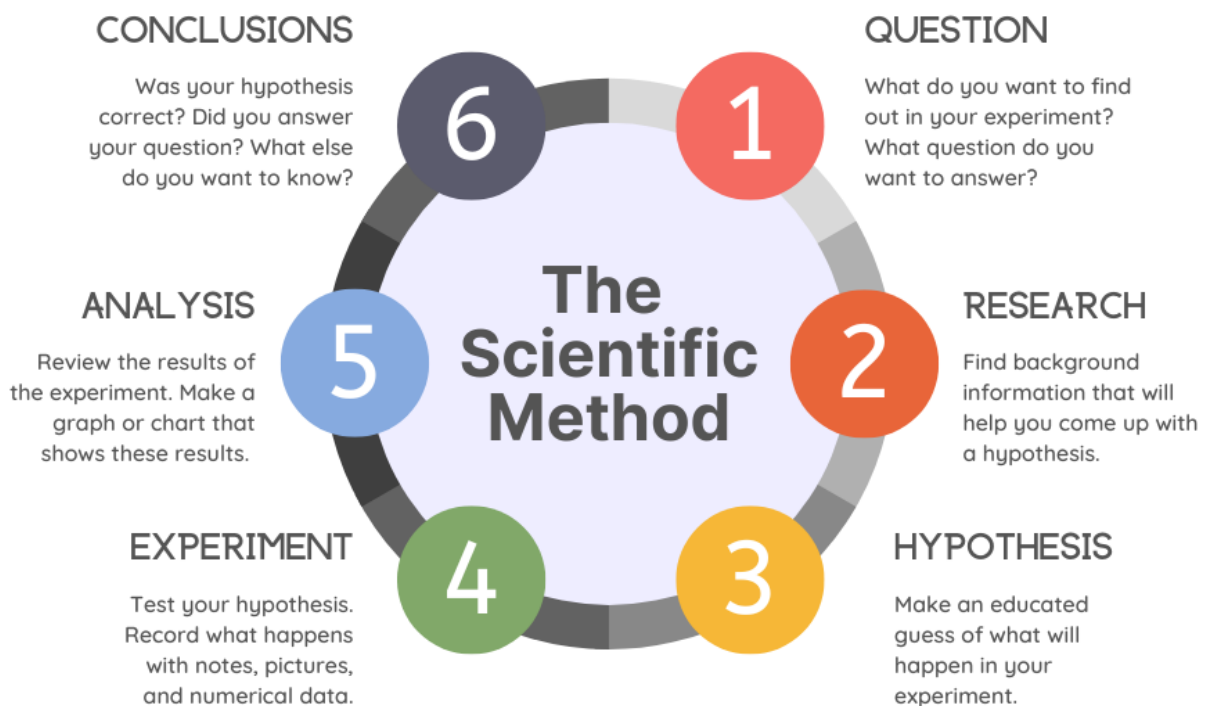 The
Scientific
Method
1
QUESTION
What do you want to find
out in your experiment?
What question do you
want to answer?
2
RESEARCH
Find background
information that will
help you come up with
a hypothesis.
3
HYPOTHESIS
Make an educated
guess of what will
happen in your
experiment.
4
EXPERIMENT
Test your hypothesis.
Record what happens
with notes, pictures,
and numerical data.
5
ANALYSIS
Review the results of
the experiment. Make a
graph or chart that
shows these results.
6
CONCLUSIONS
Was your hypothesis
correct? Did you answer
your question? What else
do you want to know?